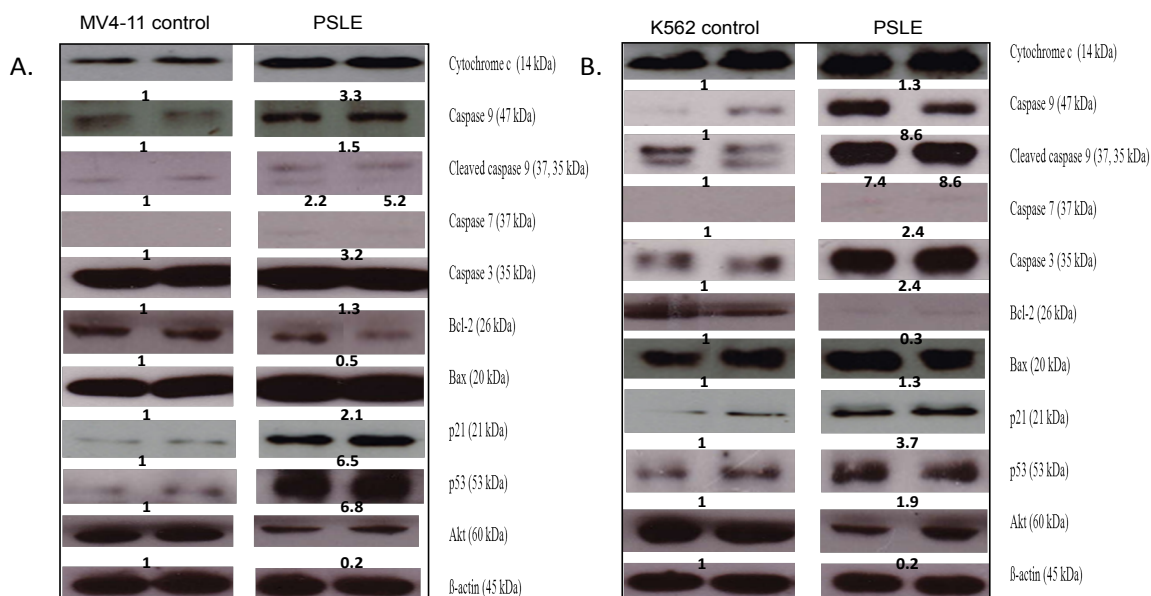 MV4-11 control PSLE
A.
Cytochrome c (14 kDa)
1 3.3
Caspase 9 (47 kDa)
1 1.5
Cleaved caspase 9 (37, 35 kDa)
1 2.2 5.2
Caspase 7 (37 kDa)
1 3.2
Caspase 3 (35 kDa)
1 1.3
Bcl-2 (26 kDa)
1 0.5
Bax (20 kDa)
1 2.1
p21 (21 kDa)
1 6.5
p53 (53 kDa)
1 6.8
Akt (60 kDa)
1 0.2
ß-actin (45 kDa)
K562 control PSLE
B.
Cytochrome c (14 kDa)
1 1.3
Caspase 9 (47 kDa)
1 8.6
Cleaved caspase 9 (37, 35 kDa)
1 7.4 8.6
Caspase 7 (37 kDa)
1 2.4
Caspase 3 (35 kDa)
1 2.4
Bcl-2 (26 kDa)
1 0.3
Bax (20 kDa)
1 1.3
p21 (21 kDa)
1 3.7
p53 (53 kDa)
1 1.9
Akt (60 kDa)
1 0.2
ß-actin (45 kDa)